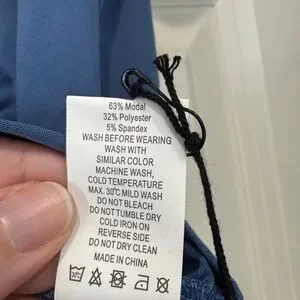 63% Modal
32% Polyester
5% Spandex
WASH BEFORE WEARING
WASH WITH
SIMILAR COLOR
MACHINE WASH,
COLD TEMPERATURE
MAX. 30℃ MILD WASH
DO NOT BLEACH
DO NOT TUMBLE DRY
COLD IRON ON
REVERSE SIDE
DO NOT DRY CLEAN
MADE IN CHINA